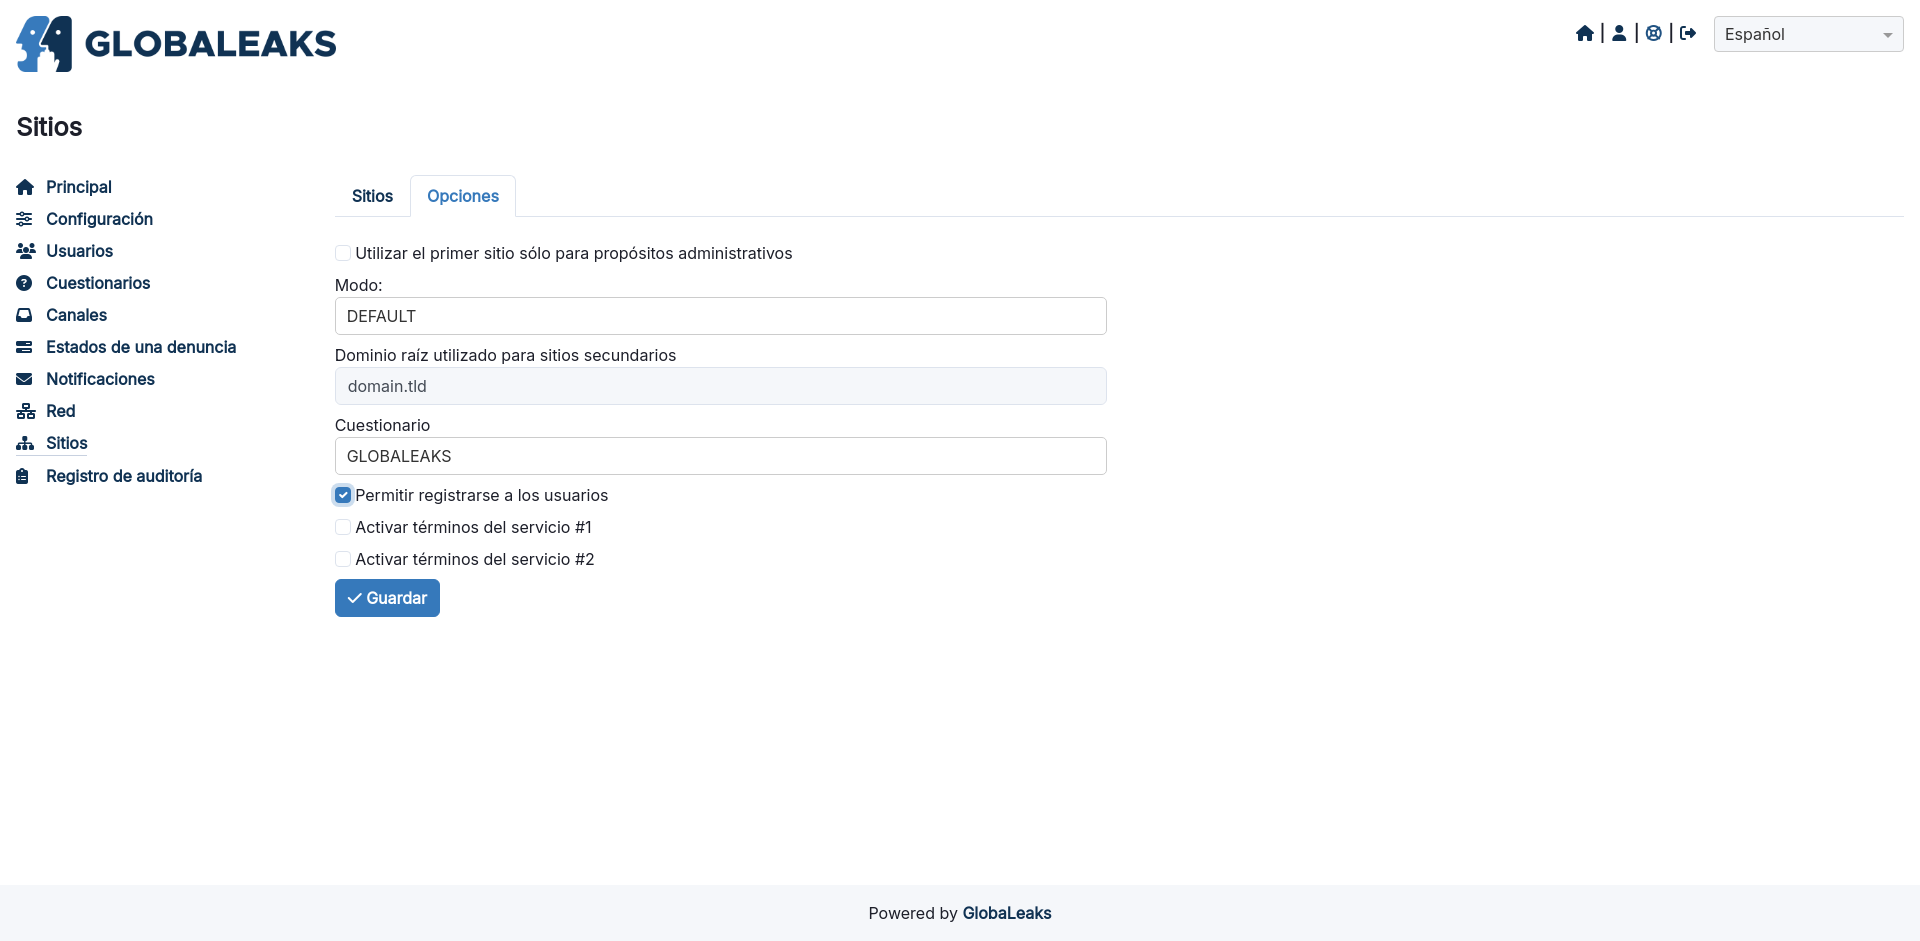 GLOBALEAKS
| | |
Español
Sitios
Principal
Configuración
Usuarios
Cuestionarios
Canales
Estados de una denuncia
Notificaciones
Red
Sitios
Registro de auditoría
Sitios Opciones
Utilizar el primer sitio sólo para propósitos administrativos
Modo:
DEFAULT
Dominio raíz utilizado para sitios secundarios
domain.tld
Cuestionario
GLOBALEAKS
Permitir registrarse a los usuarios
Activar términos del servicio #1
Activar términos del servicio #2
Guardar
Powered by GlobaLeaks